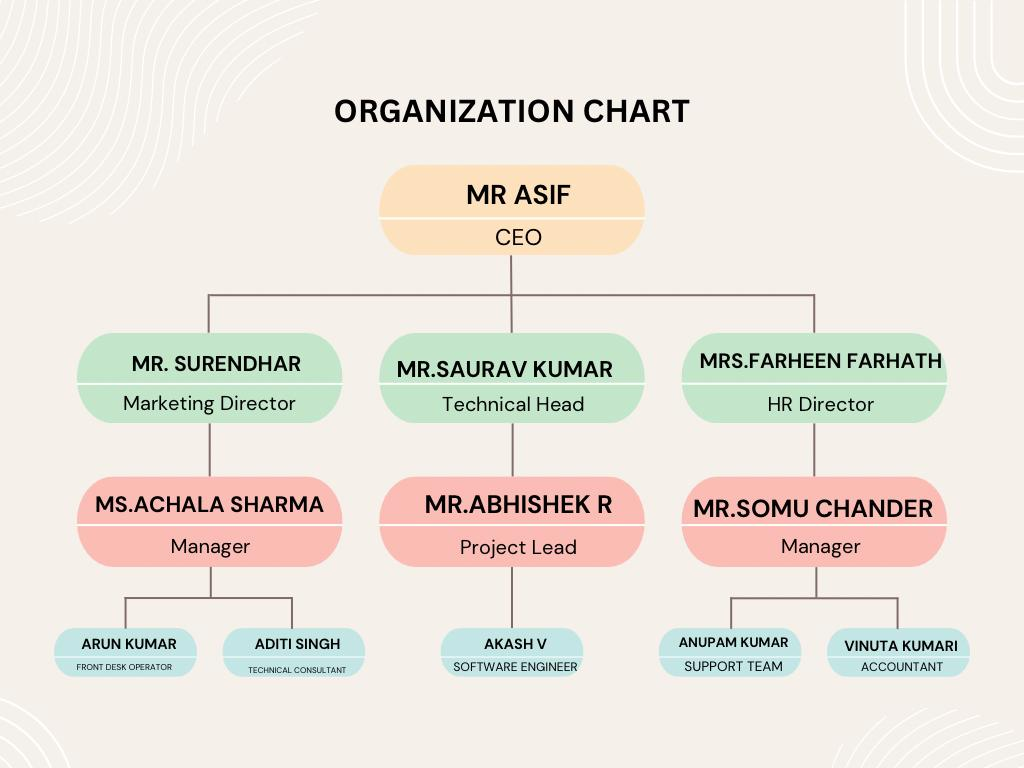 ORGANIZATION CHART
MR ASIF
CEO
MR. SURENDHAR
Marketing Director
MR.SAURAV KUMAR
Technical Head
MRS.FARHEEN FARHATH
HR Director
MS.ACHALA SHARMA
Manager
MR.ABHISHEK R
Project Lead
MR.SOMU CHANDER
Manager
ARUN KUMAR
FRONT DESK OPERATOR
ADITI SINGH
TECHNICAL CONSULTANT
AKASH V
SOFTWARE ENGINEER
ANUPAM KUMAR
SUPPORT TEAM
VINUTA KUMARI
ACCOUNTANT